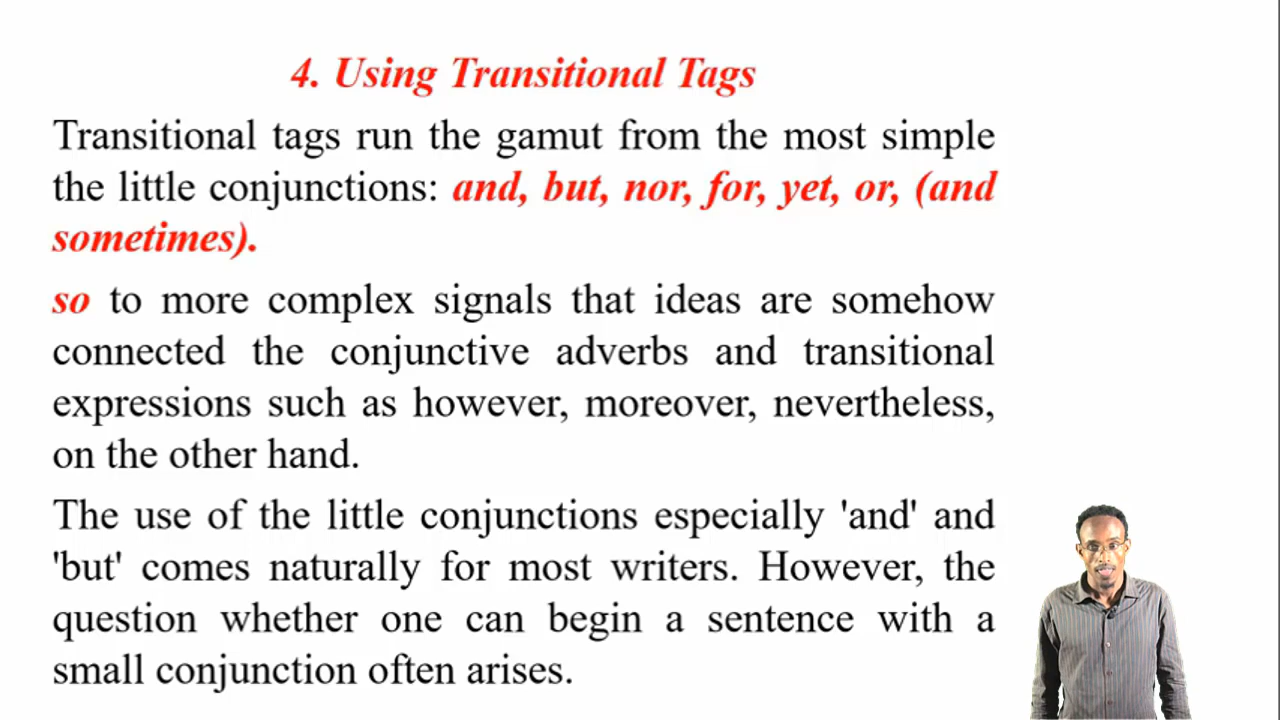 4. Using Transitional Tags
Transitional tags run the gamut from the most simple
the little conjunctions: and, but, nor, for, yet, or, (and
sometimes).
so to more complex signals that ideas are somehow
connected the conjunctive adverbs and transitional
expressions such as however, moreover, nevertheless,
on the other hand.
The use of the little conjunctions especially 'and' and
'but' comes naturally for most writers. However, the
question whether one can begin a sentence with a
small conjunction often arises.